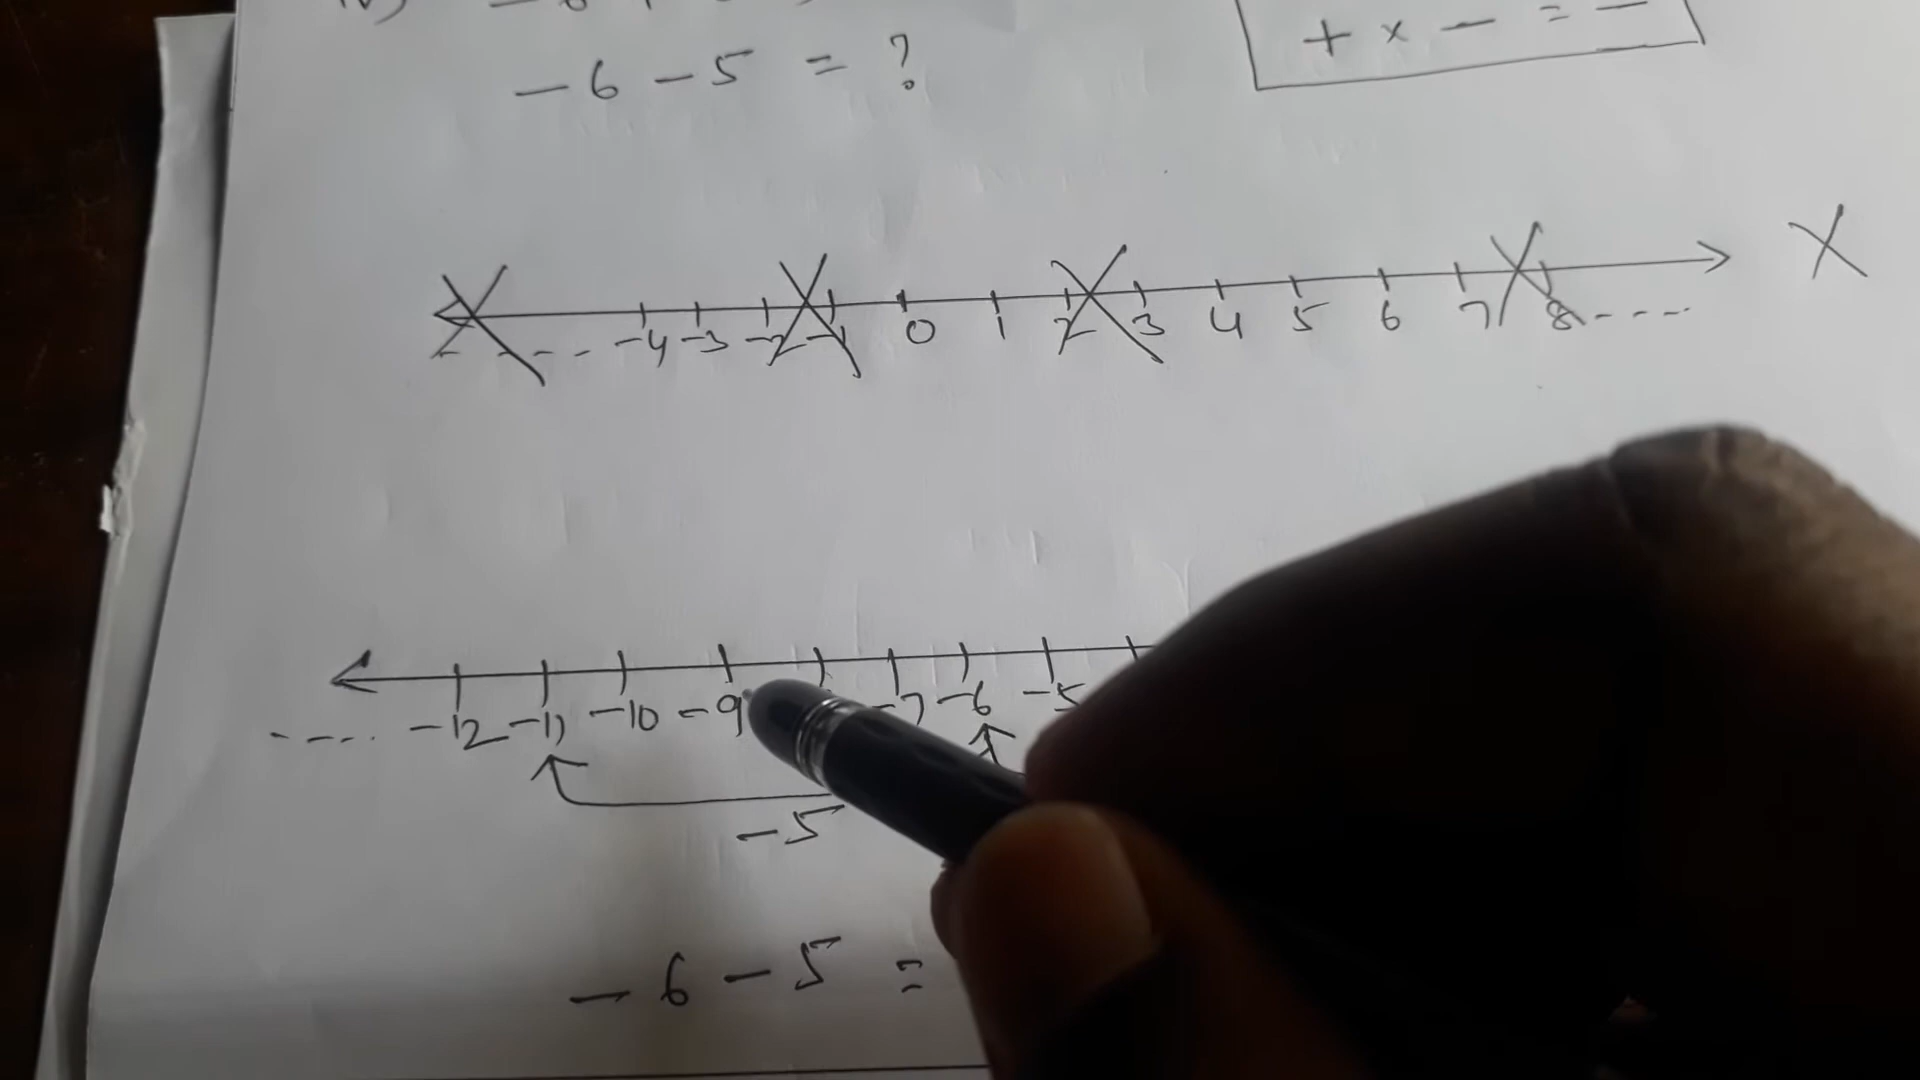 + × - = -
-6 -5 = ?
---- -4 -3 -2 -1 0 1 2 3 4 5 6 7 8 ----
X
---- -12 -11 -10 -9 -7 -6 -5
-5
-6 -5 =